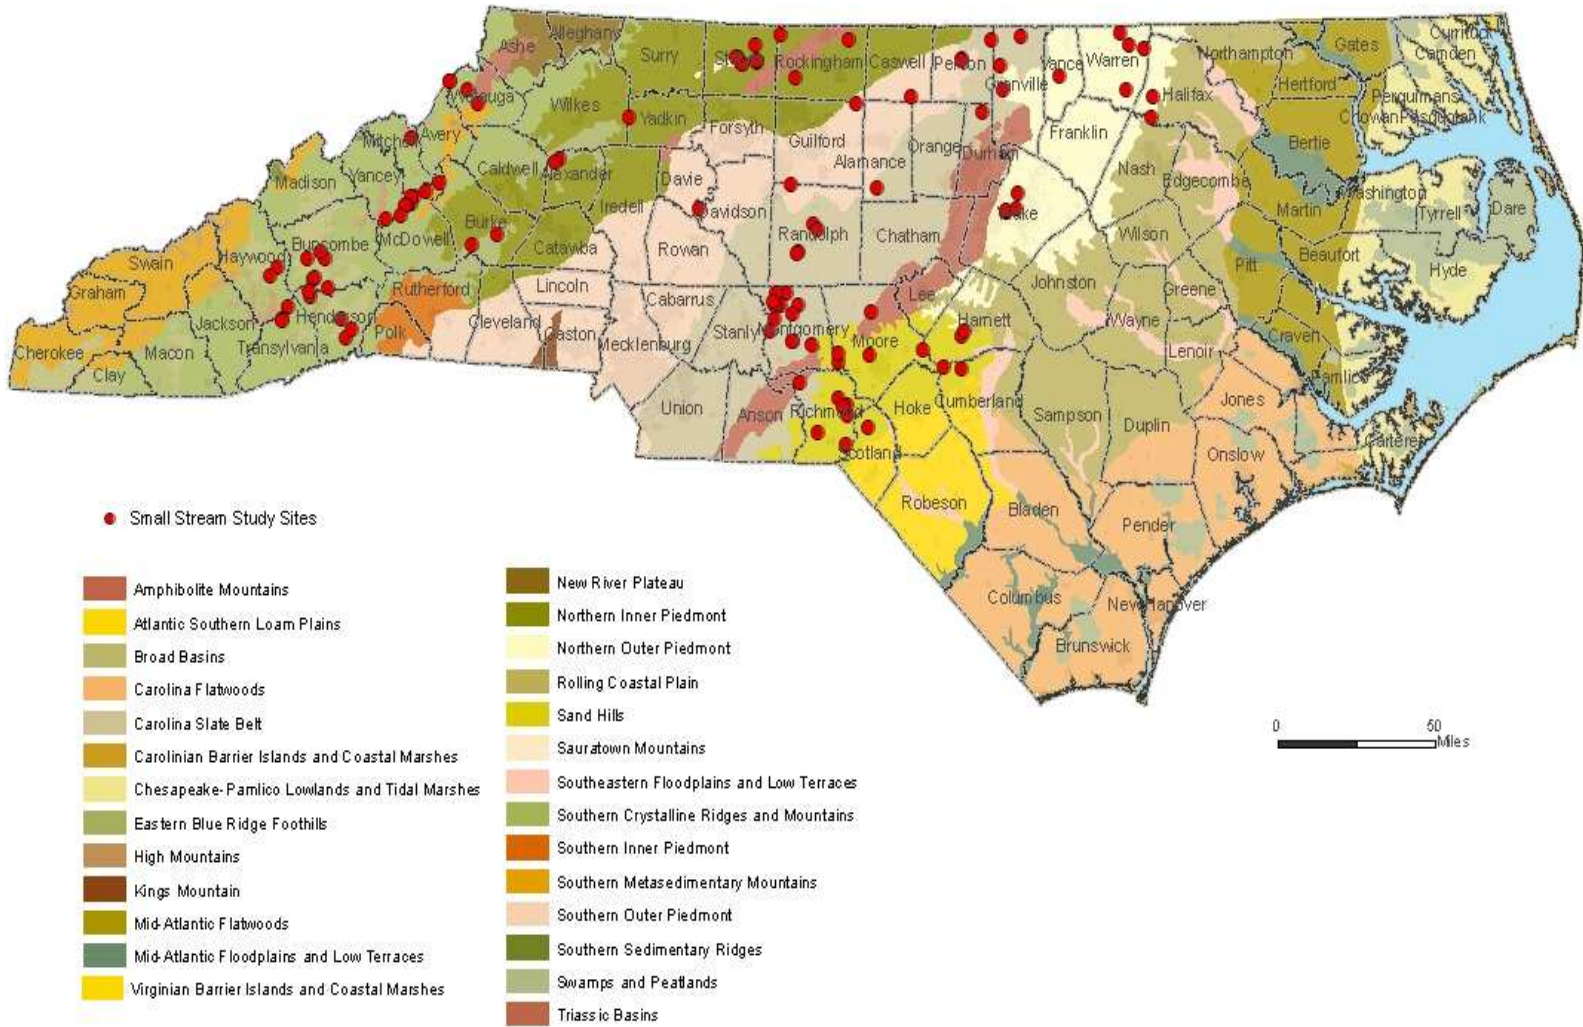 Ashe
Alleghany
Surry
Rockingham
Caswell
Person
Granville
Vance
Warren
Northampton
Gates
Currituck
Camden
Hertford
Halifax
Perquimans
Chowan
Pasquotank
Watauga
Wilkes
Yadkin
Forsyth
Guilford
Alamance
Orange
Durham
Franklin
Nash
Bertie
Mitchell
Avery
Caldwell
Alexander
Davie
Edgecombe
Martin
Washington
Tyrrell
Dare
Madison
Yancey
Iredell
Davidson
Wake
Burke
McDowell
Catawba
Rowan
Randolph
Chatham
Wilson
Pitt
Beaufort
Hyde
Buncombe
Haywood
Swain
Graham
Rutherford
Lincoln
Cabarrus
Lee
Johnston
Greene
Jackson
Henderson
Polk
Cleveland
Gaston
Mecklenburg
Stanly
Montgomery
Moore
Harnett
Wayne
Lenoir
Craven
Pamlico
Cherokee
Macon
Clay
Transylvania
Union
Anson
Richmond
Hoke
Cumberland
Sampson
Duplin
Jones
Onslow
Carteret
Scotland
Robeson
Bladen
Pender
Columbus
New Hanover
Brunswick
Small Stream Study Sites
Amphibolite Mountains
Atlantic Southern Loam Plains
Broad Basins
Carolina Flatwoods
Carolina Slate Belt
Carolinian Barrier Islands and Coastal Marshes
Chesapeake-Pamlico Lowlands and Tidal Marshes
Eastern Blue Ridge Foothills
High Mountains
Kings Mountain
Mid-Atlantic Flatwoods
Mid-Atlantic Floodplains and Low Terraces
Virginian Barrier Islands and Coastal Marshes
New River Plateau
Northern Inner Piedmont
Northern Outer Piedmont
Rolling Coastal Plain
Sand Hills
Sauratown Mountains
Southeastern Floodplains and Low Terraces
Southern Crystalline Ridges and Mountains
Southern Inner Piedmont
Southern Metasedimentary Mountains
Southern Outer Piedmont
Southern Sedimentary Ridges
Swamps and Peatlands
Triassic Basins
0 50
Miles